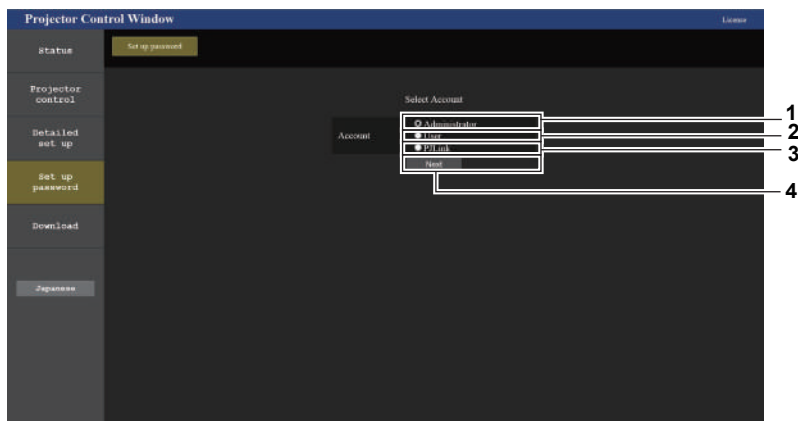 Projector Control Window
License
Status
Set up password
Projector
control
Select Account
1
Administrator
2
Account
User
Detailed
set up
PJLink
3
Next
Set up
password
4
Download
Japanese